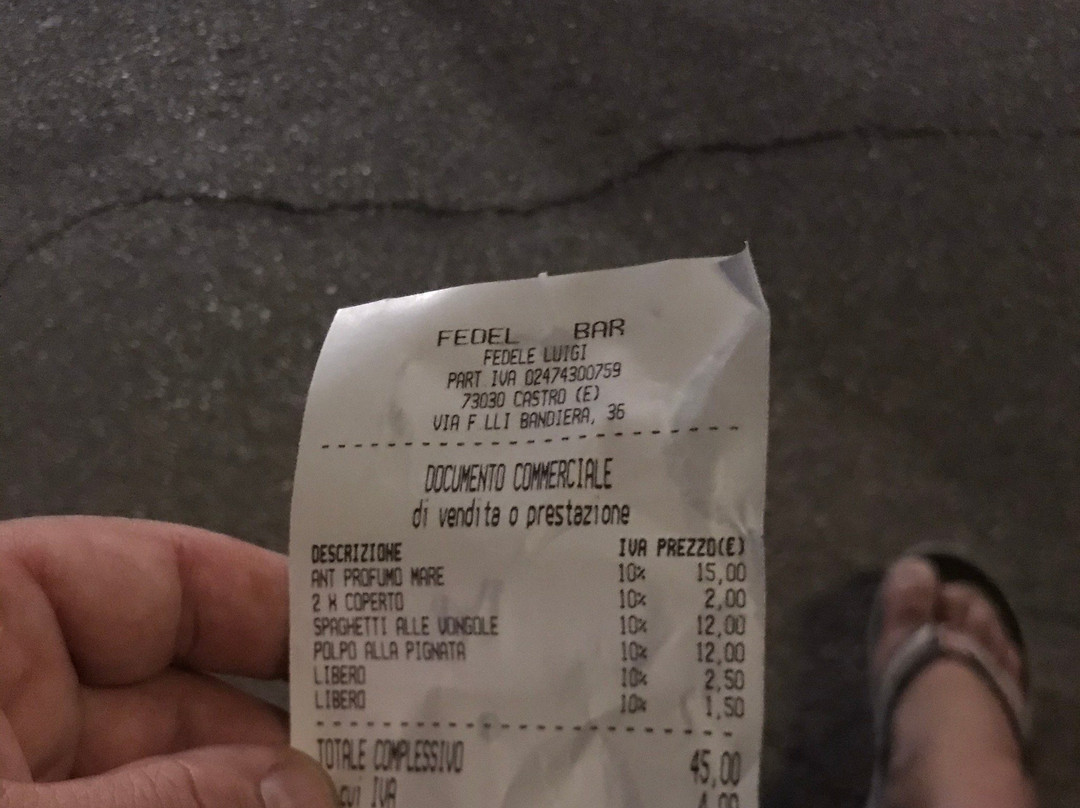 FEDEL BAR
FEDELE LUIGI
PART IVA 02474300759
73030 CASTRO (E)
VIA F LLI BANDIERA, 36
DOCUMENTO COMMERCIALE
di vendita o prestazione
DESCRIZIONE IVA PREZZO(E)
ANT PROFUMO MARE 10% 15,00
2 X COPERTO 10% 2,00
SPAGHETTI ALLE VONGOLE 10% 12,00
POLPO ALLA PIGNATA 10% 12,00
LIBERO 10% 2,50
LIBERO 10% 1,50
TOTALE COMPLESSIVO 45,00
IVA